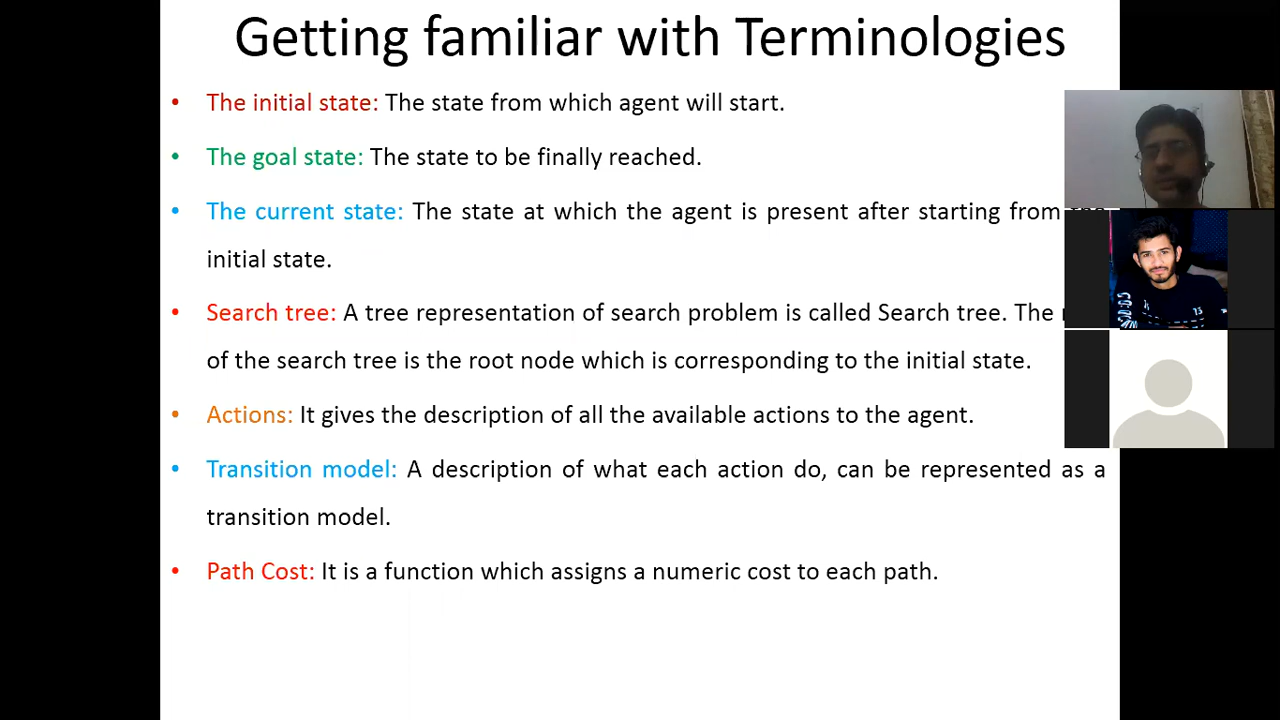 Getting familiar with Terminologies
• The initial state: The state from which agent will start.
• The goal state: The state to be finally reached.
• The current state: The state at which the agent is present after starting from
initial state.
• Search tree: A tree representation of search problem is called Search tree. The
of the search tree is the root node which is corresponding to the initial state.
• Actions: It gives the description of all the available actions to the agent.
• Transition model: A description of what each action do, can be represented as a
transition model.
• Path Cost: It is a function which assigns a numeric cost to each path.